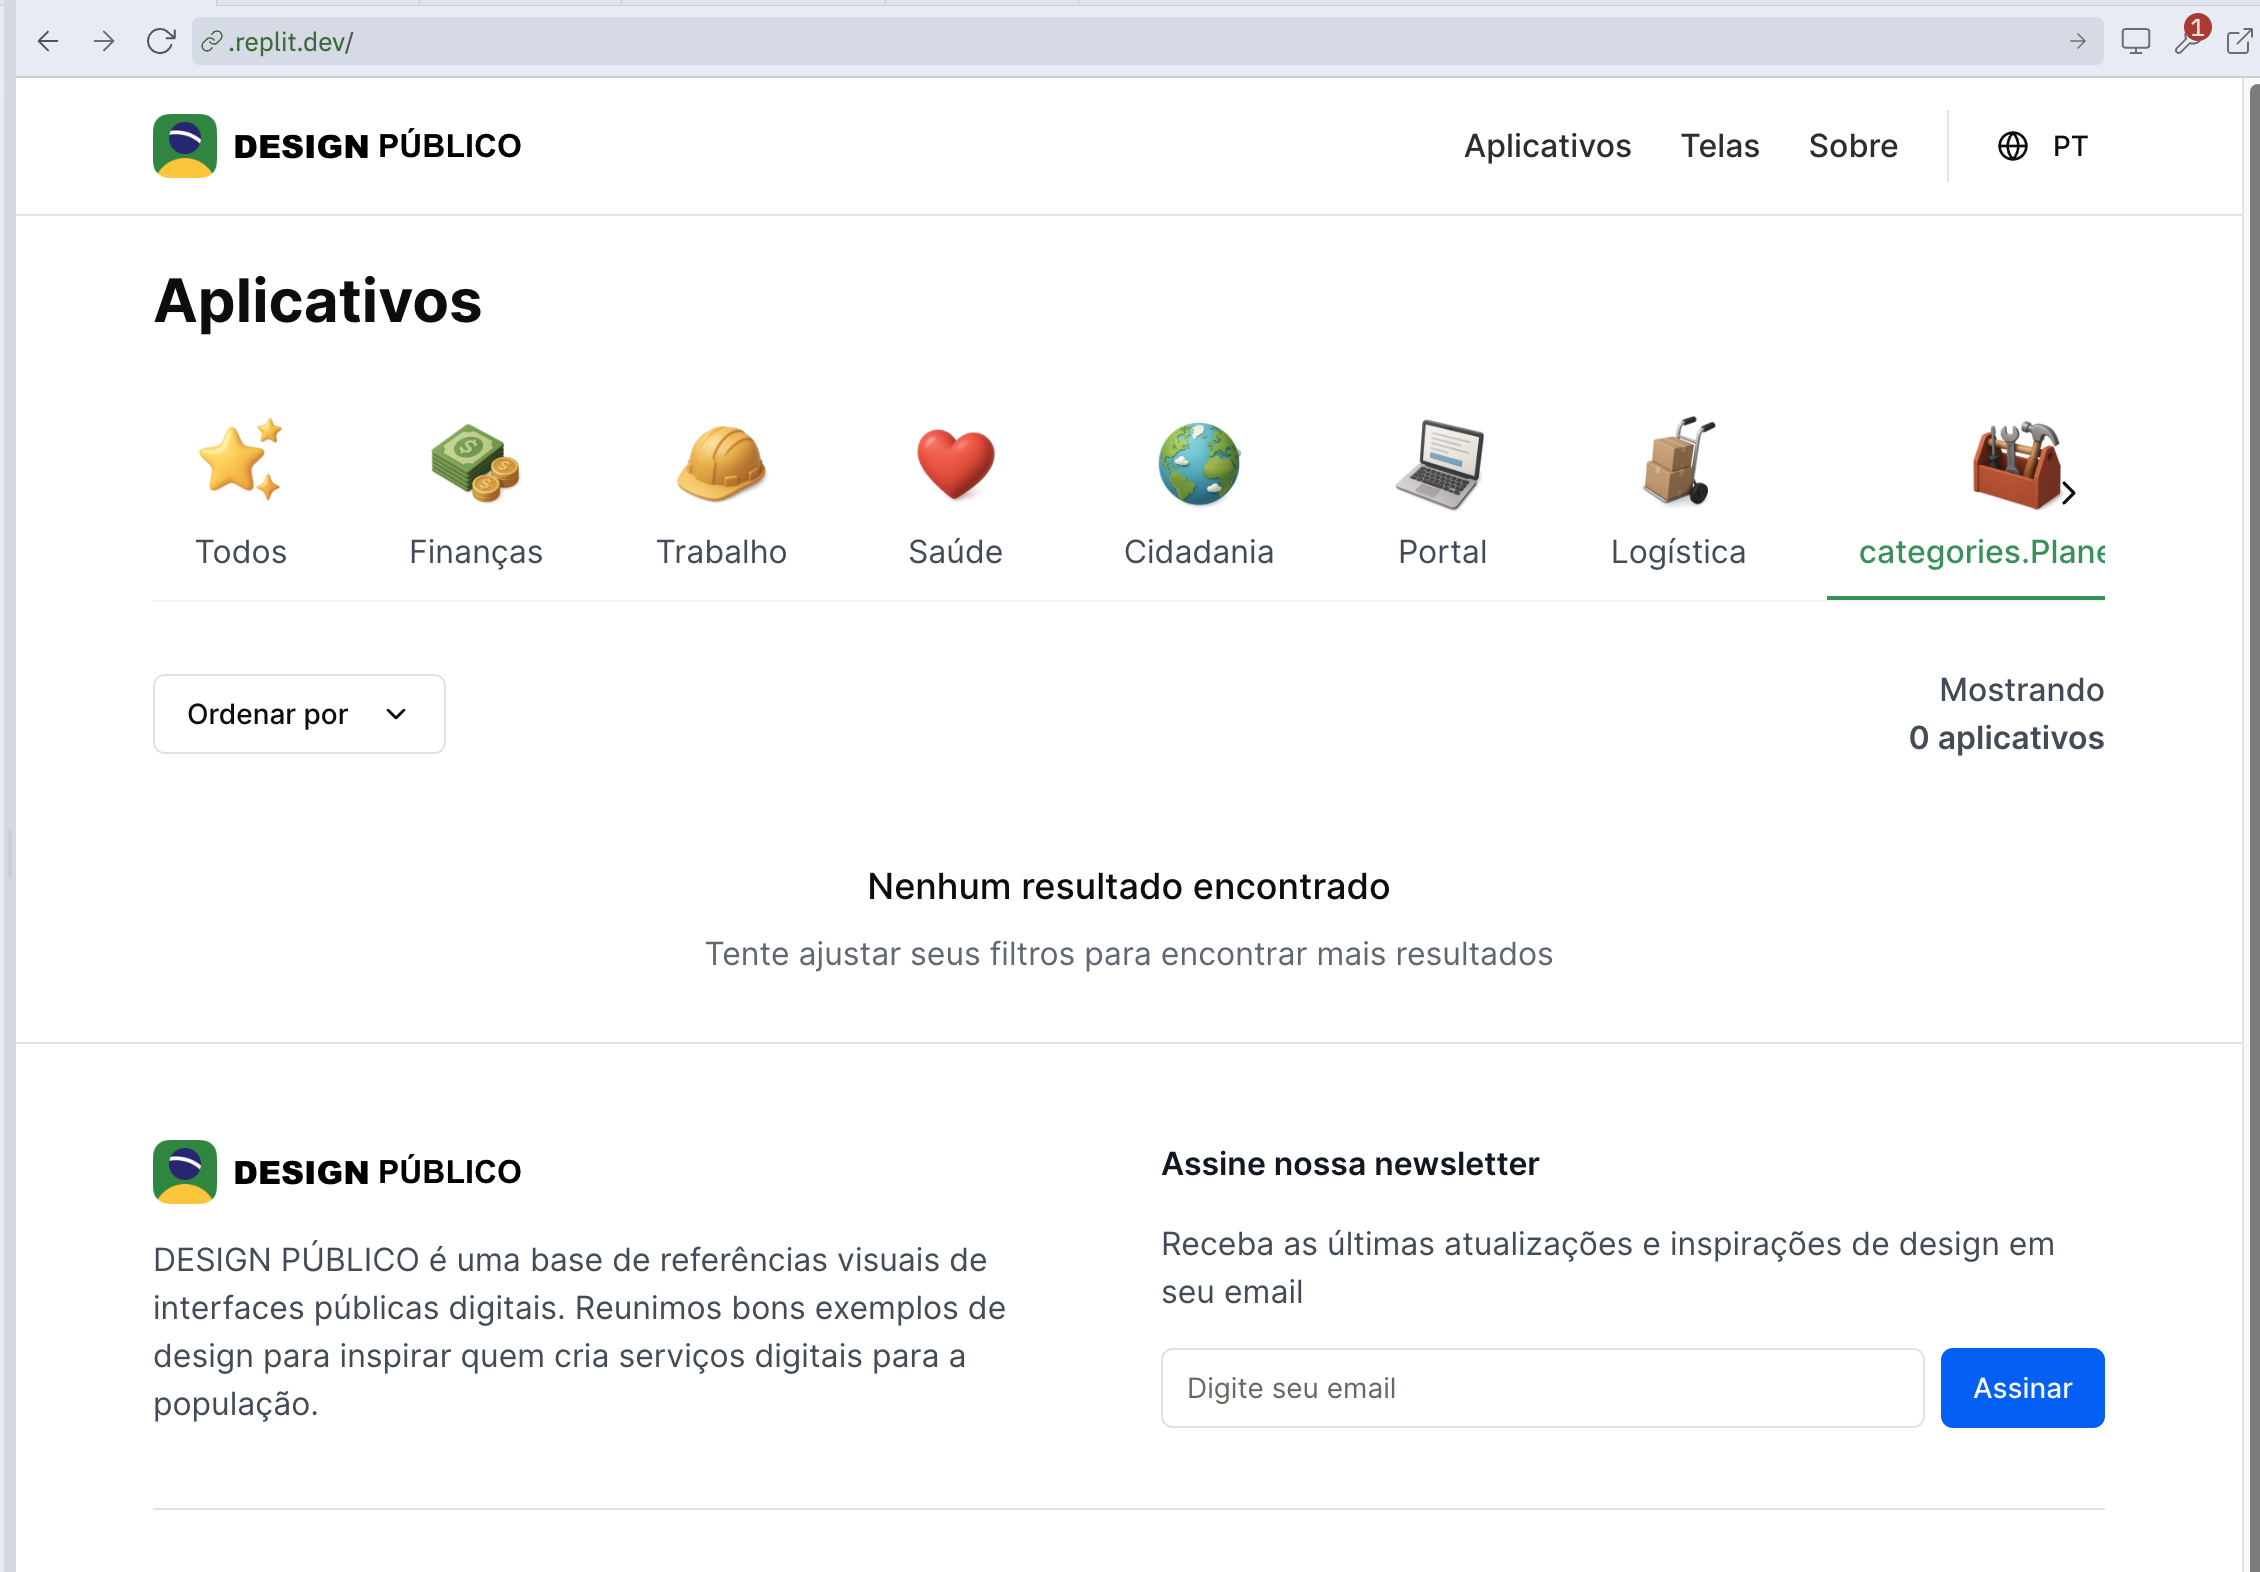 .replit.dev/
1
DESIGN PÚBLICO
Aplicativos
Telas
Sobre
PT
Aplicativos
Todos
Finanças
Trabalho
Saúde
Cidadania
Portal
Logística
categories.Plane
Ordenar por
Mostrando
0 aplicativos
Nenhum resultado encontrado
Tente ajustar seus filtros para encontrar mais resultados
DESIGN PÚBLICO
DESIGN PÚBLICO é uma base de referências visuais de
interfaces públicas digitais. Reunimos bons exemplos de
design para inspirar quem cria serviços digitais para a
população.
Assine nossa newsletter
Receba as últimas atualizações e inspirações de design em
seu email
Digite seu email
Assinar